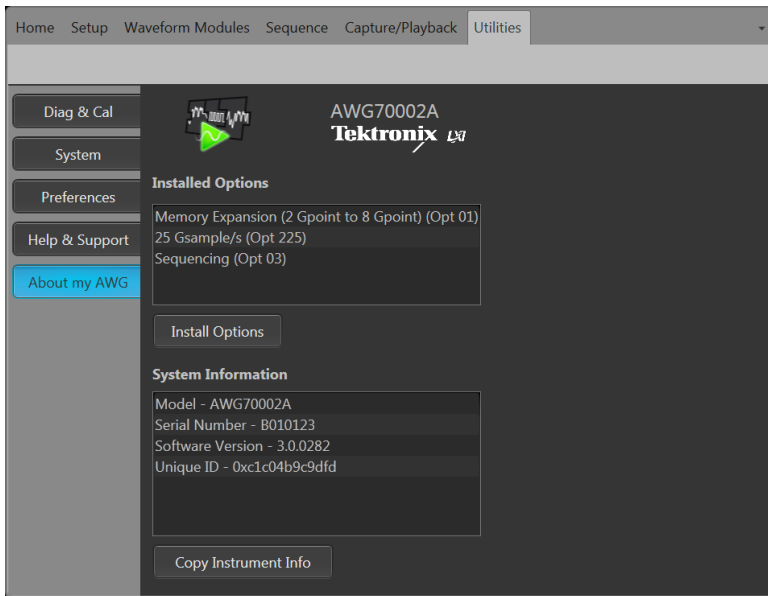 Home Setup Waveform Modules Sequence Capture/Playback Utilities
Diag & Cal
System
Preferences
Help & Support
About my AWG
AWG70002A
Tektronix LXI
Installed Options
Memory Expansion (2 Gpoint to 8 Gpoint) (Opt 01)
25 Gsample/s (Opt 225)
Sequencing (Opt 03)
Install Options
System Information
Model - AWG70002A
Serial Number - B010123
Software Version - 3.0.0282
Unique ID - 0xc1c04b9c9dfd
Copy Instrument Info